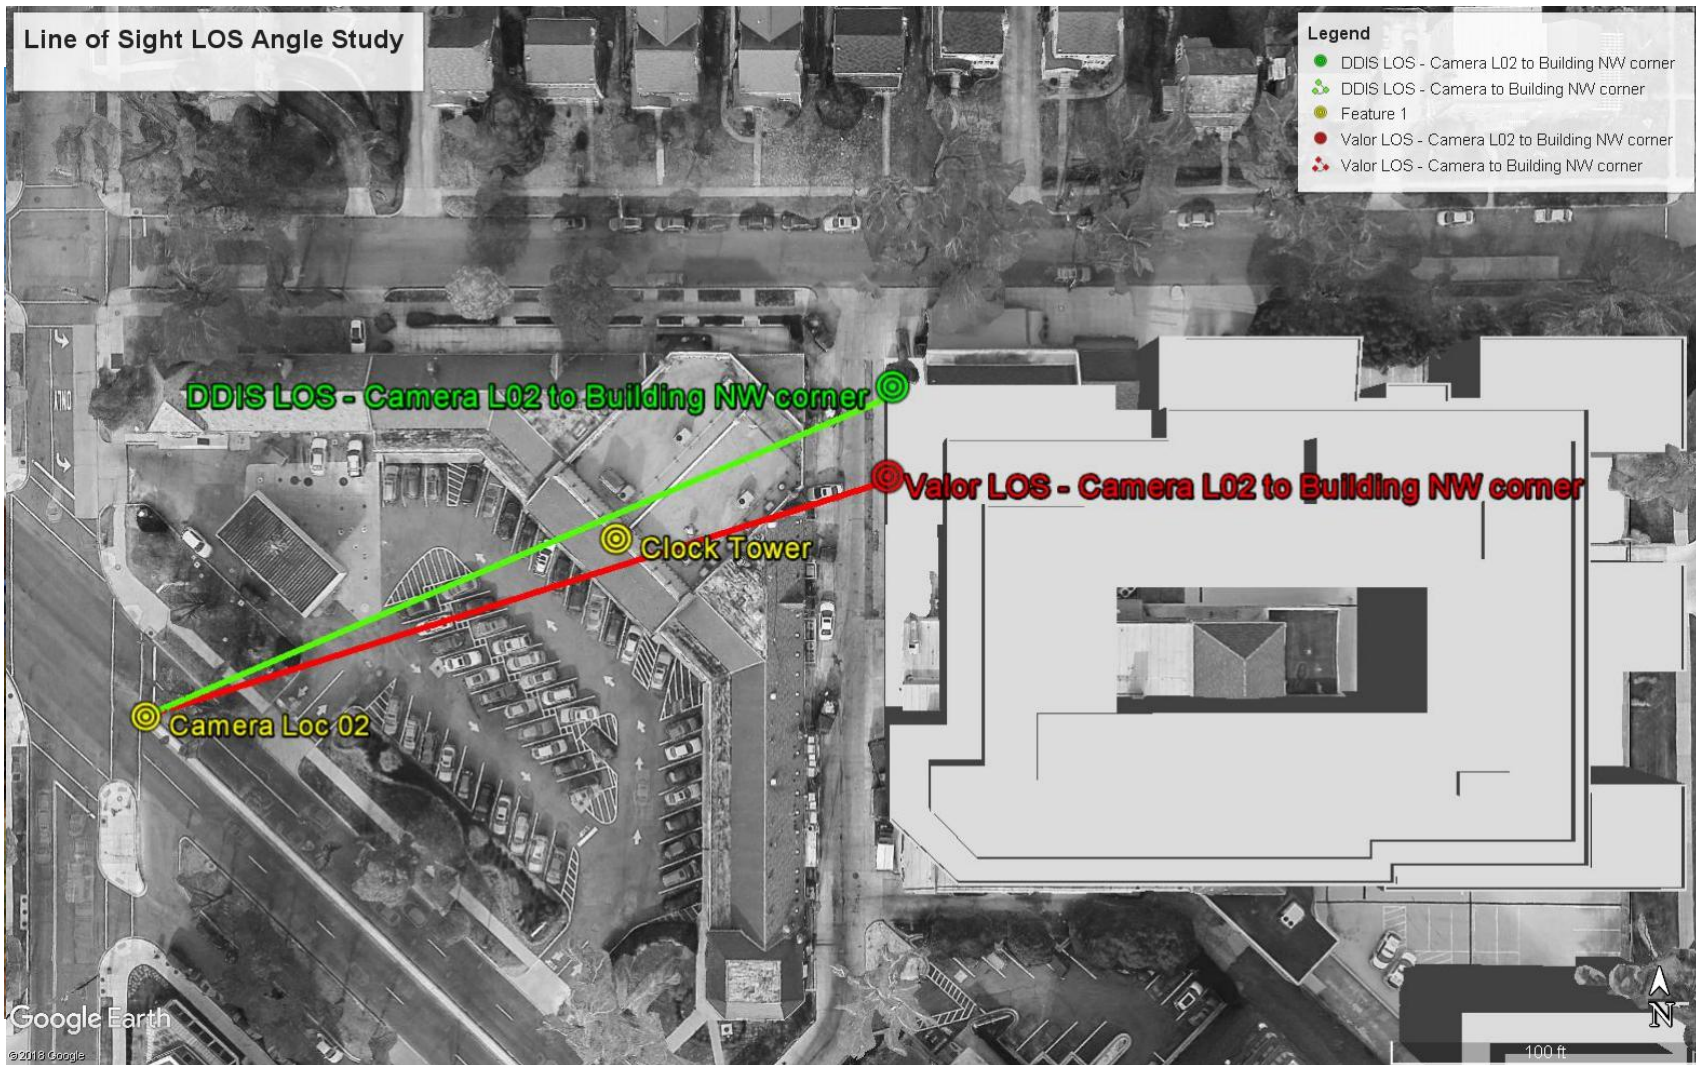 Line of Sight LOS Angle Study
Legend
DDIS LOS - Camera L02 to Building NW corner
DDIS LOS - Camera to Building NW corner
Feature 1
Valor LOS - Camera L02 to Building NW corner
Valor LOS - Camera to Building NW corner
ONLY
DDIS LOS - Camera L02 to Building NW corner
Valor LOS - Camera L02 to Building NW corner
Clock Tower
Camera Loc 02
Google Earth
©2018 Google
N
100 ft